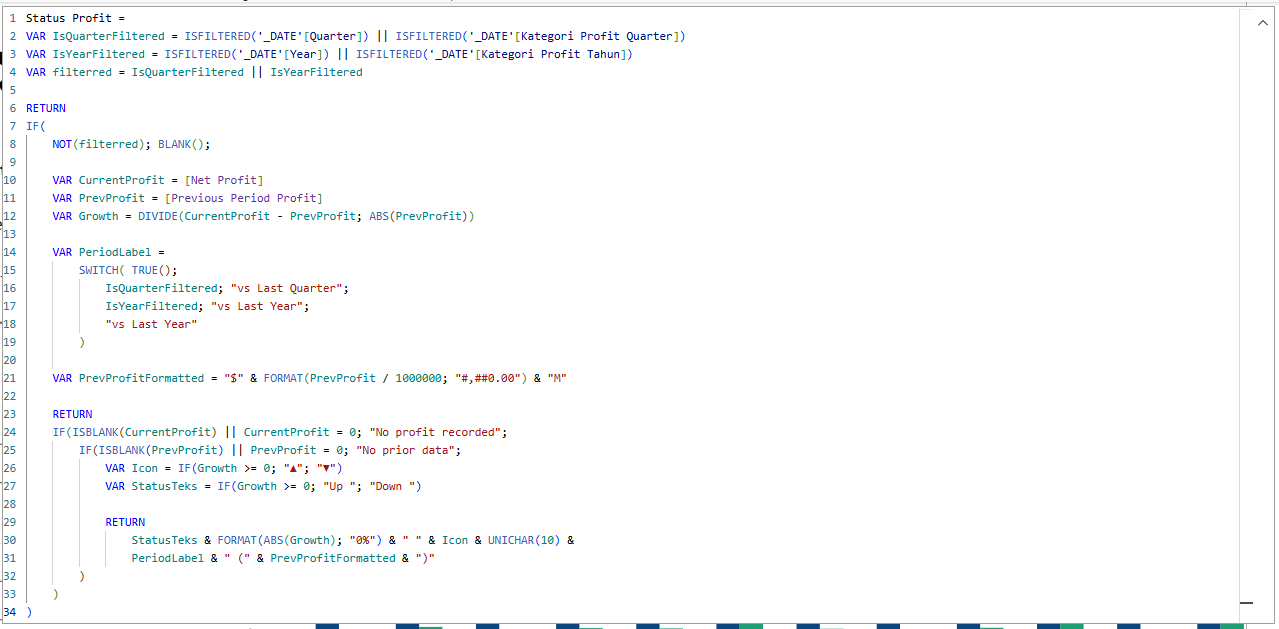 1 Status Profit =
2 VAR IsQuarterFiltered = ISFILTERED('_DATE'[Quarter]) || ISFILTERED('_DATE'[Kategori Profit Quarter])
3 VAR IsYearFiltered = ISFILTERED('_DATE'[Year]) || ISFILTERED('_DATE'[Kategori Profit Tahun])
4 VAR filterred = IsQuarterFiltered || IsYearFiltered
5
6 RETURN
7 IF(
8     NOT(filterred); BLANK();
9
10     VAR CurrentProfit = [Net Profit]
11     VAR PrevProfit = [Previous Period Profit]
12     VAR Growth = DIVIDE(CurrentProfit - PrevProfit; ABS(PrevProfit))
13
14     VAR PeriodLabel =
15         SWITCH( TRUE();
16             IsQuarterFiltered; "vs Last Quarter";
17             IsYearFiltered; "vs Last Year";
18             "vs Last Year"
19         )
20
21     VAR PrevProfitFormatted = "$" & FORMAT(PrevProfit / 1000000; "#,##0.00") & "M"
22
23     RETURN
24     IF(ISBLANK(CurrentProfit) || CurrentProfit = 0; "No profit recorded";
25         IF(ISBLANK(PrevProfit) || PrevProfit = 0; "No prior data";
26             VAR Icon = IF(Growth >= 0; "▲"; "▼")
27             VAR StatusTeks = IF(Growth >= 0; "Up "; "Down ")
28
29             RETURN
30                 StatusTeks & FORMAT(ABS(Growth); "0%") & " " & Icon & UNICHAR(10) &
31                 PeriodLabel & " (" & PrevProfitFormatted & ")"
32         )
33     )
34 )